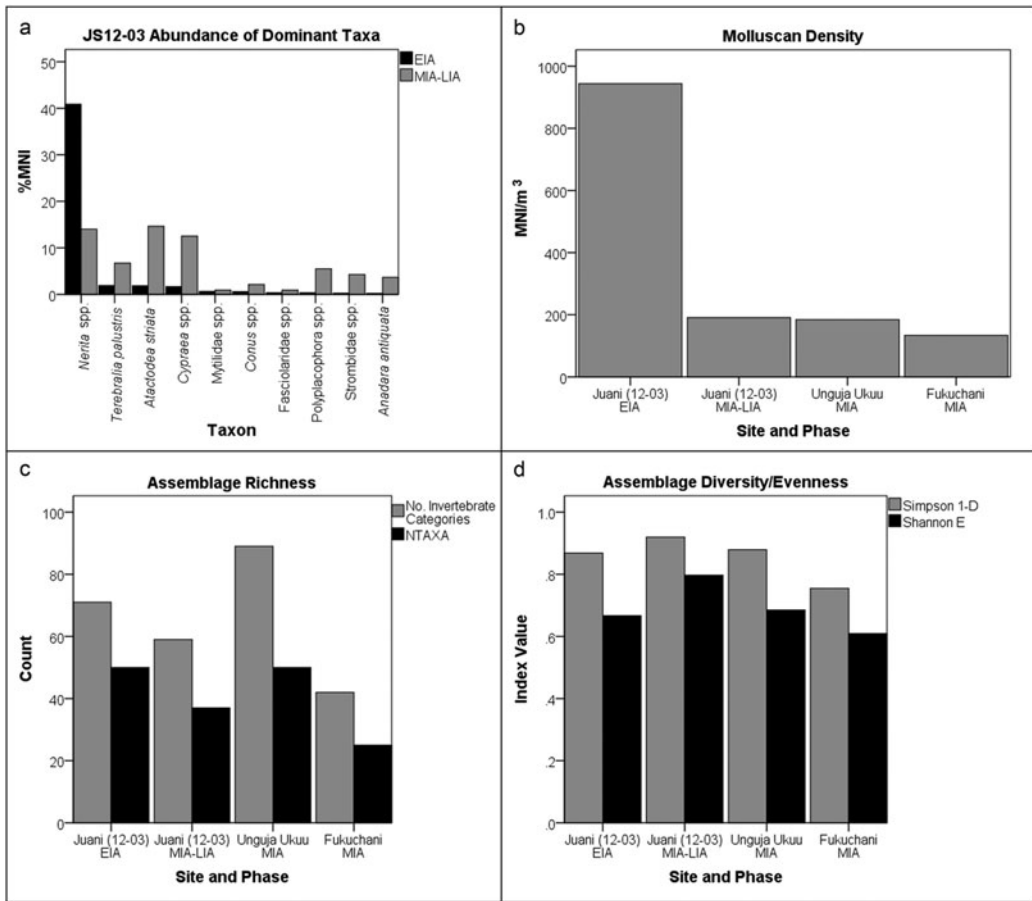 a
JS12-03 Abundance of Dominant Taxa
EIA
MIA-LIA
50
40
30
20
10
0
%MNI
Nerita spp.
Terebralia palustris
Atactodea striata
Cypraea spp.
Mytilidae spp.
Conus spp.
Fasciolaridae spp.
Polyplacophora spp.
Strombidae spp.
Anadara antiquata
Taxon
b
Molluscan Density
1000
800
600
400
200
0
MNI/m³
Juani (12-03)
EIA
Juani (12-03)
MIA-LIA
Unguja Ukuu
MIA
Fukuchani
MIA
Site and Phase
c
Assemblage Richness
No. Invertebrate
Categories
NTAXA
100
80
60
40
20
0
Count
Juani (12-03)
EIA
Juani (12-03)
MIA-LIA
Unguja Ukuu
MIA
Fukuchani
MIA
Site and Phase
d
Assemblage Diversity/Evenness
Simpson 1-D
Shannon E
1.0
.8
.6
.4
.2
.0
Index Value
Juani (12-03)
EIA
Juani (12-03)
MIA-LIA
Unguja Ukuu
MIA
Fukuchani
MIA
Site and Phase